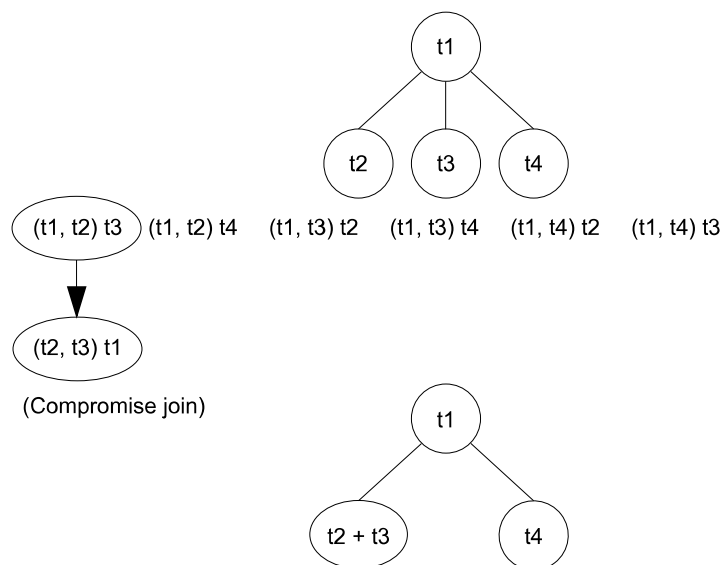 t1
t2 t3 t4
(t1, t2) t3 (t1, t2) t4 (t1, t3) t2 (t1, t3) t4 (t1, t4) t2 (t1, t4) t3
(t2, t3) t1
(Compromise join)
t1
t2 + t3 t4